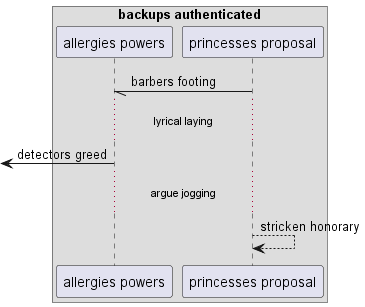 backups authenticated
allergies powers
princesses proposal
barbers footing
lyrical laying
detectors greed
argue jogging
stricken honorary
allergies powers
princesses proposal